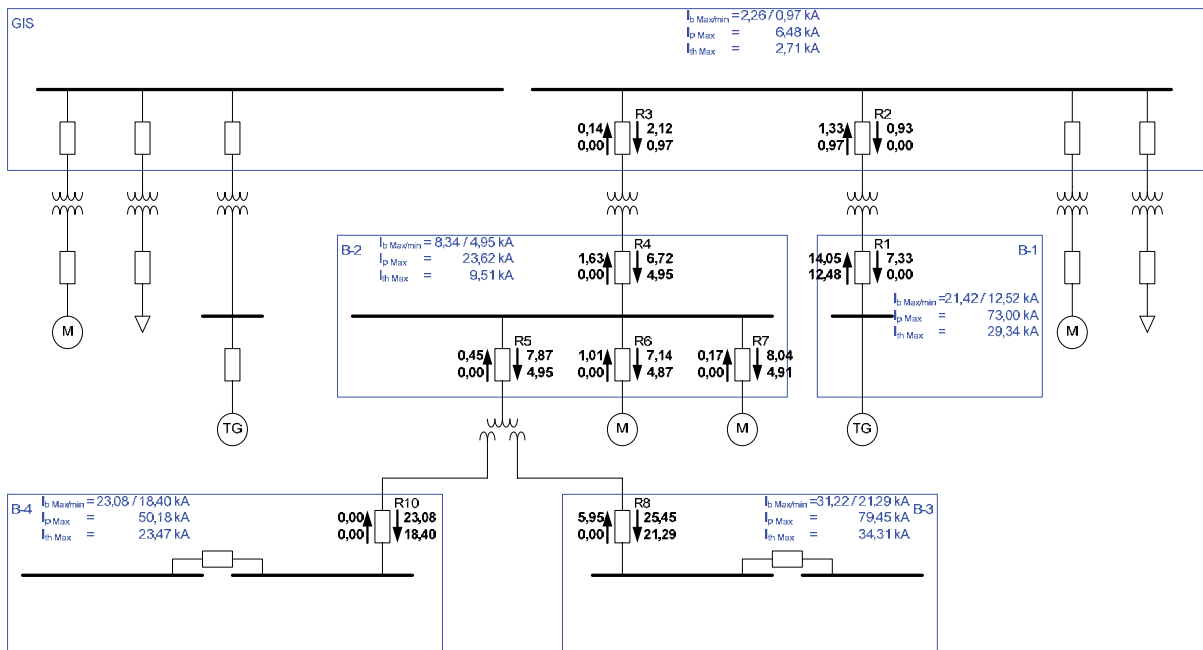 GIS
Ib Max/min =2,26 / 0,97 kA
Ip Max = 6,48 kA
Ith Max = 2,71 kA
R3
0,14 2,12
0,00 0,97
R2
1,33 0,93
0,97 0,00
B-2
Ib Max/min = 8,34 / 4,95 kA
Ip Max = 23,62 kA
Ith Max = 9,51 kA
R4
1,63 6,72
0,00 4,95
R1
14,05 7,33
12,48 0,00
B-1
Ib Max/min =21,42 / 12,52 kA
Ip Max = 73,00 kA
Ith Max = 29,34 kA
M
M
R5
0,45 7,87
0,00 4,95
R6
1,01 7,14
0,00 4,87
R7
0,17 8,04
0,00 4,91
TG
M
M
TG
B-4
Ib Max/min = 23,08 / 18,40 kA
Ip Max = 50,18 kA
Ith Max = 23,47 kA
R10
0,00 23,08
0,00 18,40
R8
5,95 25,45
0,00 21,29
Ib Max/min =31,22 / 21,29 kA
Ip Max = 79,45 kA
Ith Max = 34,31 kA
B-3